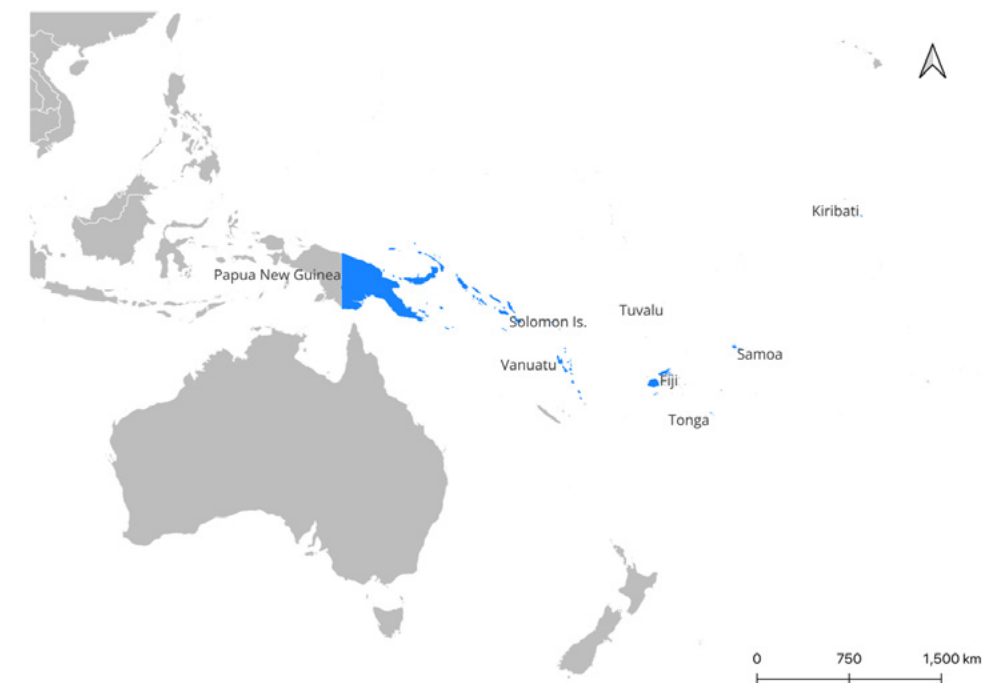 Kiribati
Papua New Guinea
Tuvalu
Solomon Is.
Samoa
Vanuatu
Fiji
Tonga
0 750 1,500 km